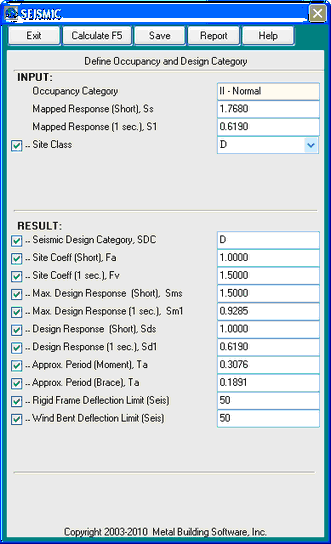 SEISMIC
Exit Calculate F5 Save Report Help
Define Occupancy and Design Category
INPUT:
Occupancy Category II - Normal
Mapped Response (Short), Ss 1.7680
Mapped Response (1 sec.), S1 0.6190
-- Site Class D
RESULT:
-- Seismic Design Category, SDC D
-- Site Coeff (Short), Fa 1.0000
-- Site Coeff (1 sec.), Fv 1.5000
-- Max. Design Response (Short), Sms 1.5000
-- Max. Design Response (1 sec.), Sm1 0.9285
-- Design Response (Short), Sds 1.0000
-- Design Response (1 sec.), Sd1 0.6190
-- Approx. Period (Moment), Ta 0.3076
-- Approx. Period (Brace), Ta 0.1891
-- Rigid Frame Deflection Limit (Seis) 50
-- Wind Bent Deflection Limit (Seis) 50
Copyright 2003-2010 Metal Building Software, Inc.